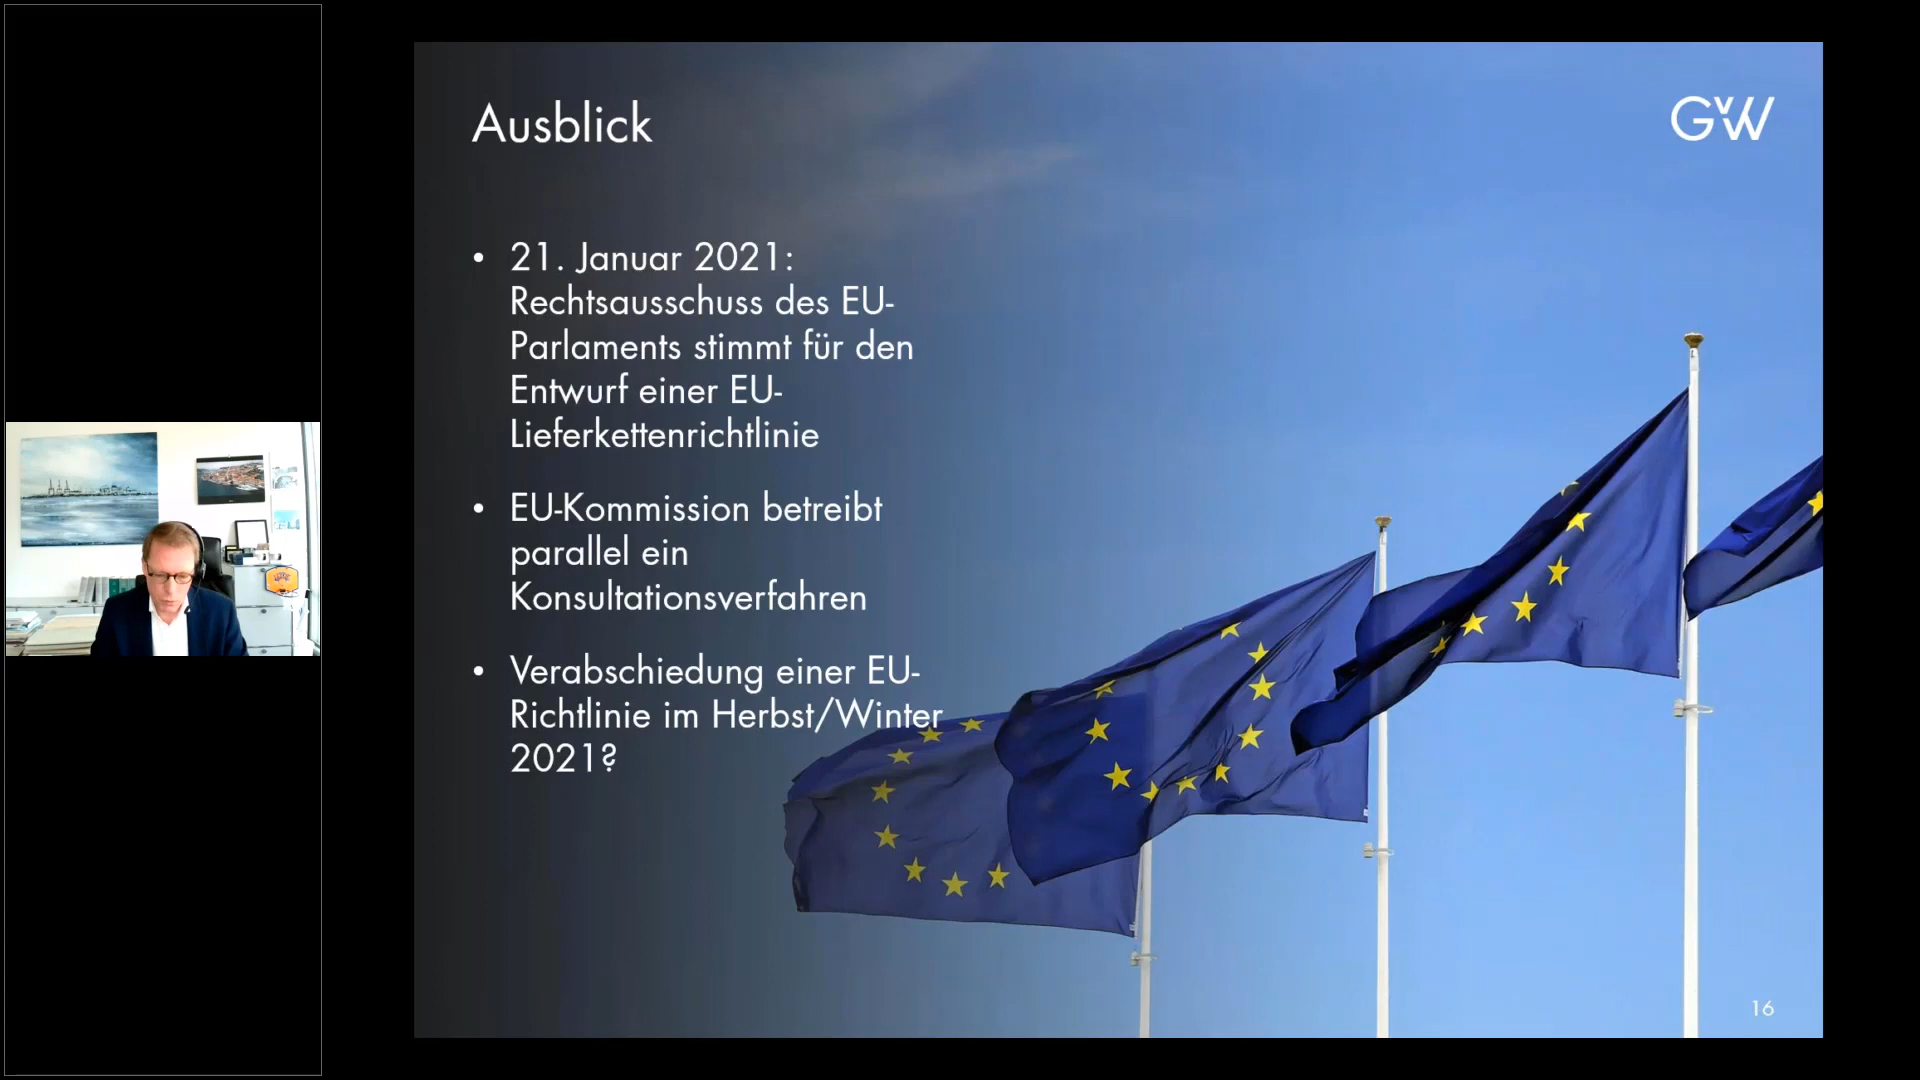 Ausblick
GvW
• 21. Januar 2021:
Rechtsausschuss des EU-
Parlaments stimmt für den
Entwurf einer EU-
Lieferkettenrichtlinie
• EU-Kommission betreibt
parallel ein
Konsultationsverfahren
• Verabschiedung einer EU-
Richtlinie im Herbst/Winter
2021?
16